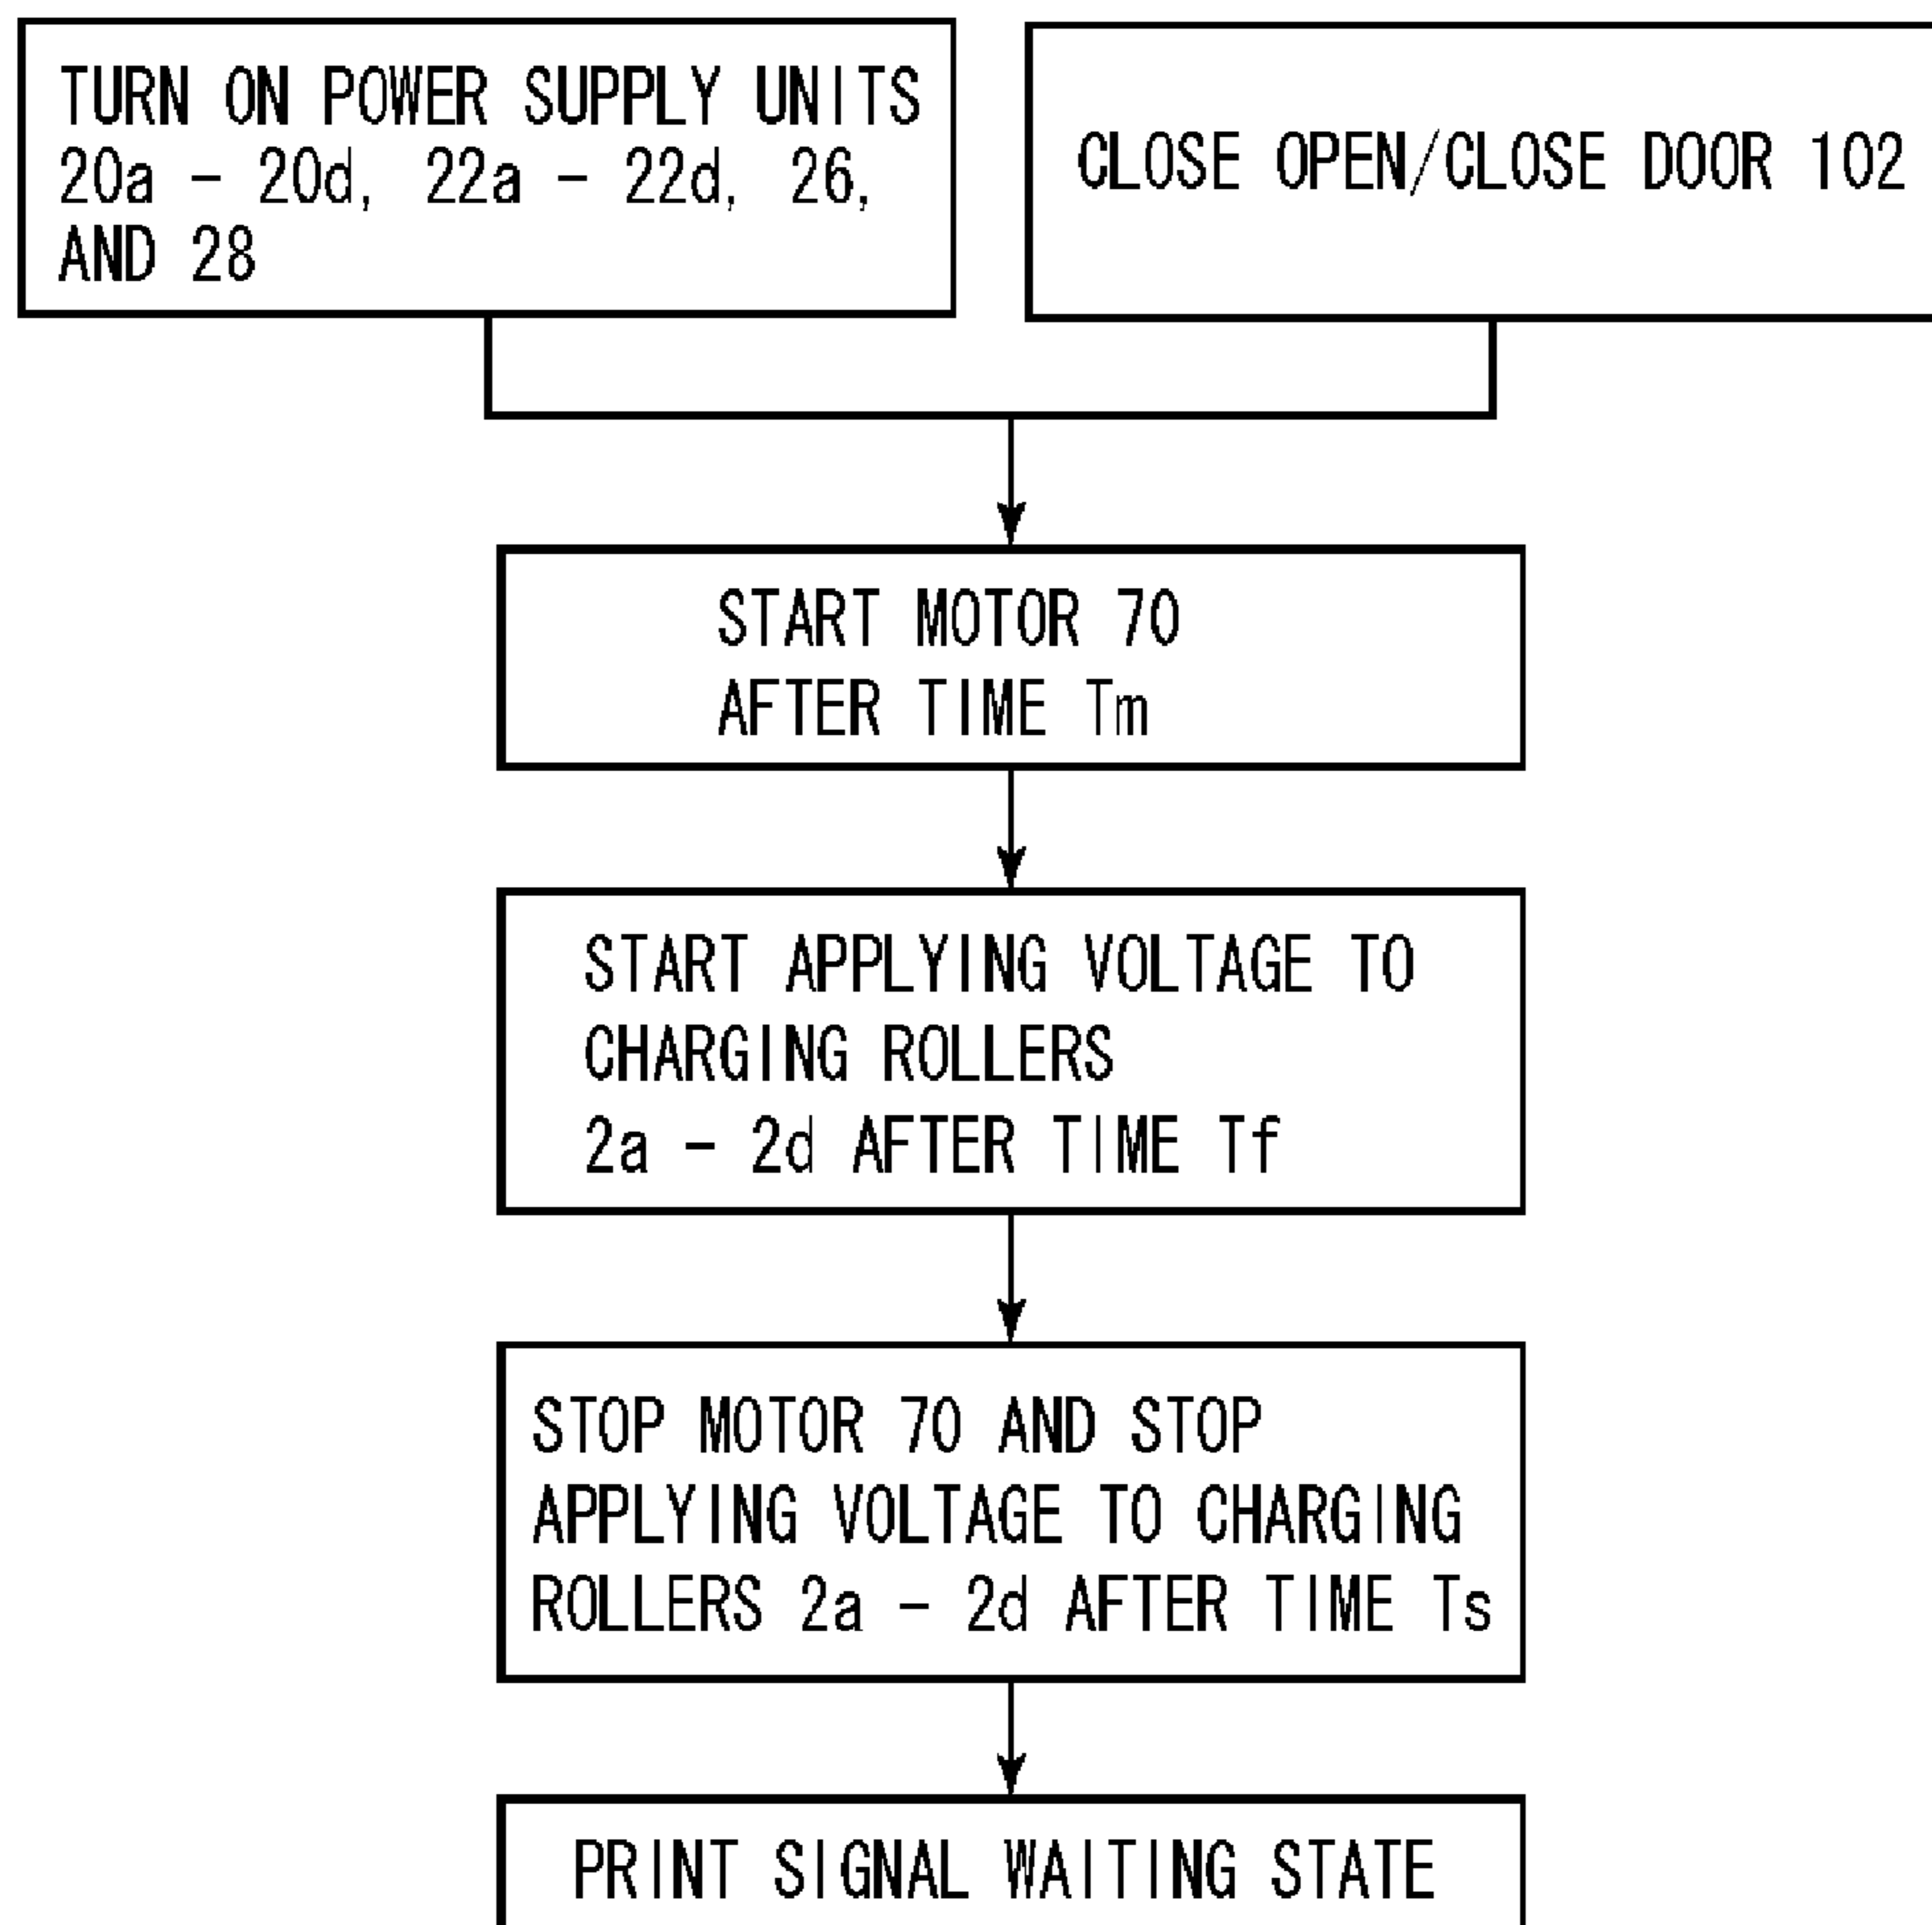 TURN ON POWER SUPPLY UNITS
20a - 20d, 22a - 22d, 26,
AND 28
CLOSE OPEN/CLOSE DOOR 102
START MOTOR 70
AFTER TIME Tm
START APPLYING VOLTAGE TO
CHARGING ROLLERS
2a - 2d AFTER TIME Tf
STOP MOTOR 70 AND STOP
APPLYING VOLTAGE TO CHARGING
ROLLERS 2a - 2d AFTER TIME Ts
PRINT SIGNAL WAITING STATE